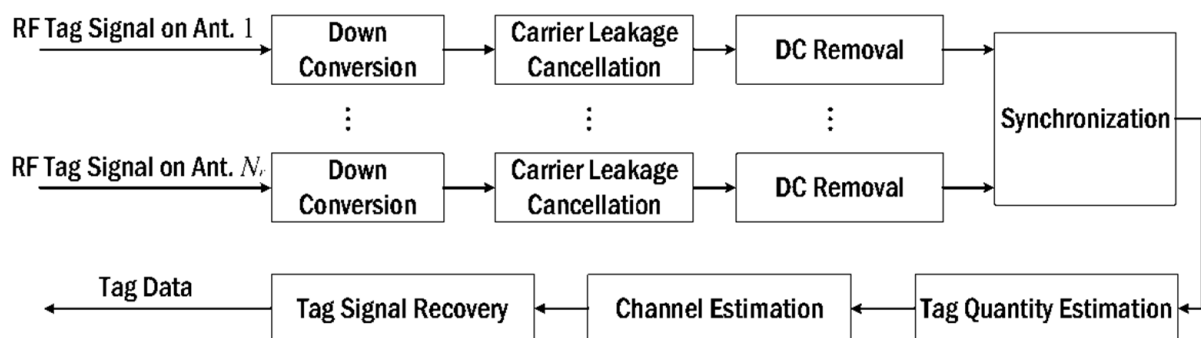 RF Tag Signal on Ant. 1
Down
Conversion
Carrier Leakage
Cancellation
DC Removal
Synchronization
RF Tag Signal on Ant. Nr
Down
Conversion
Carrier Leakage
Cancellation
DC Removal
Tag Data
Tag Signal Recovery
Channel Estimation
Tag Quantity Estimation